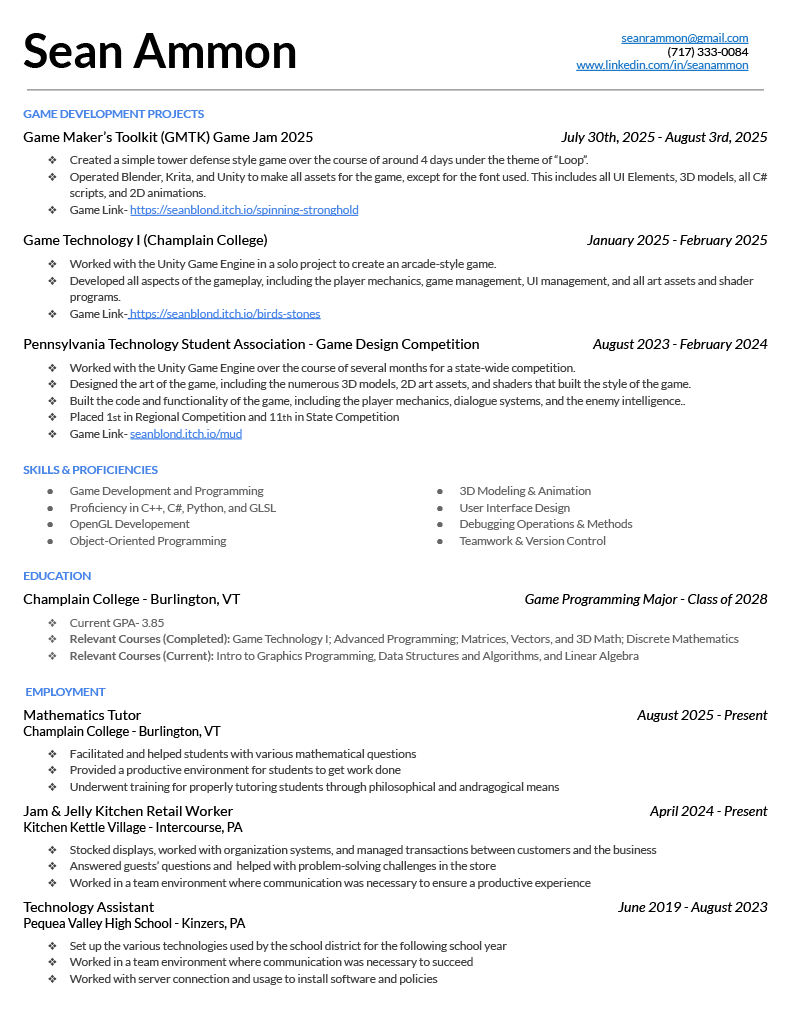 Sean Ammon
seanrammon@gmail.com
(717) 333-0084
www.linkedin.com/in/seanammon
GAME DEVELOPMENT PROJECTS
Game Maker's Toolkit (GMTK) Game Jam 2025 July 30th, 2025 - August 3rd, 2025
❖ Created a simple tower defense style game over the course of around 4 days under the theme of “Loop”.
❖ Operated Blender, Krita, and Unity to make all assets for the game, except for the font used. This includes all UI Elements, 3D models, all C#
scripts, and 2D animations.
❖ Game Link- https://seanblond.itch.io/spinning-stronghold
Game Technology I (Champlain College) January 2025 - February 2025
❖ Worked with the Unity Game Engine in a solo project to create an arcade-style game.
❖ Developed all aspects of the gameplay, including the player mechanics, game management, UI management, and all art assets and shader
programs.
❖ Game Link- https://seanblond.itch.io/birds-stones
Pennsylvania Technology Student Association - Game Design Competition August 2023 - February 2024
❖ Worked with the Unity Game Engine over the course of several months for a state-wide competition.
❖ Designed the art of the game, including the numerous 3D models, 2D art assets, and shaders that built the style of the game.
❖ Built the code and functionality of the game, including the player mechanics, dialogue systems, and the enemy intelligence..
❖ Placed 1st in Regional Competition and 11th in State Competition
❖ Game Link- seanblond.itch.io/mud
SKILLS & PROFICIENCIES
● Game Development and Programming
● Proficiency in C++, C#, Python, and GLSL
● OpenGL Developement
● Object-Oriented Programming
● 3D Modeling & Animation
● User Interface Design
● Debugging Operations & Methods
● Teamwork & Version Control
EDUCATION
Champlain College - Burlington, VT Game Programming Major - Class of 2028
❖ Current GPA- 3.85
❖ Relevant Courses (Completed): Game Technology I; Advanced Programming; Matrices, Vectors, and 3D Math; Discrete Mathematics
❖ Relevant Courses (Current): Intro to Graphics Programming, Data Structures and Algorithms, and Linear Algebra
EMPLOYMENT
Mathematics Tutor August 2025 - Present
Champlain College - Burlington, VT
❖ Facilitated and helped students with various mathematical questions
❖ Provided a productive environment for students to get work done
❖ Underwent training for properly tutoring students through philosophical and andragogical means
Jam & Jelly Kitchen Retail Worker April 2024 - Present
Kitchen Kettle Village - Intercourse, PA
❖ Stocked displays, worked with organization systems, and managed transactions between customers and the business
❖ Answered guests' questions and helped with problem-solving challenges in the store
❖ Worked in a team environment where communication was necessary to ensure a productive experience
Technology Assistant June 2019 - August 2023
Pequea Valley High School - Kinzers, PA
❖ Set up the various technologies used by the school district for the following school year
❖ Worked in a team environment where communication was necessary to succeed
❖ Worked with server connection and usage to install software and policies